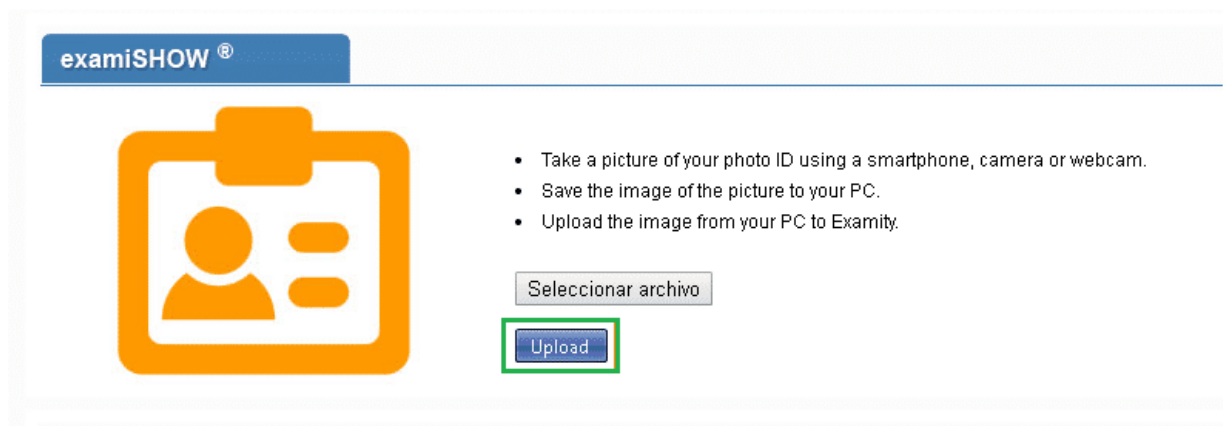 examiSHOW ®
• Take a picture of your photo ID using a smartphone, camera or webcam.
• Save the image of the picture to your PC.
• Upload the image from your PC to Examity.
Seleccionar archivo
Upload